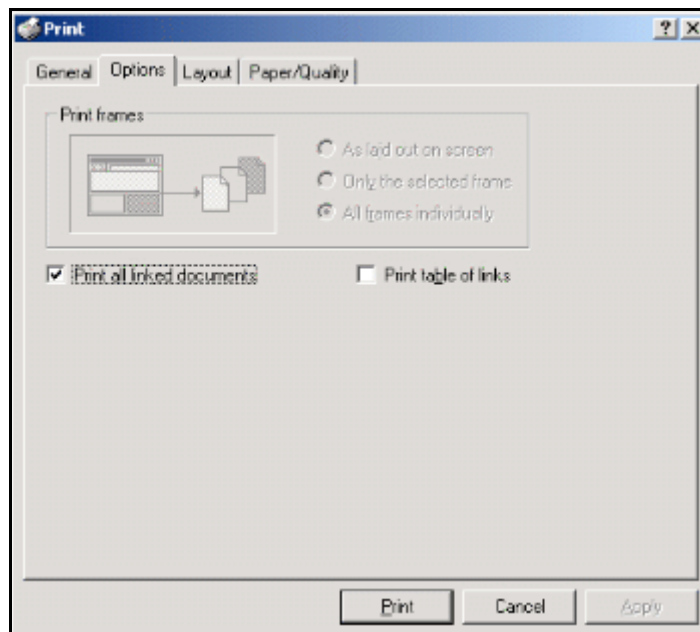 Print
General Options Layout Paper/Quality
Print frames
As laid out on screen
Only the selected frame
All frames individually
Print all linked documents Print table of links
Print Cancel Apply